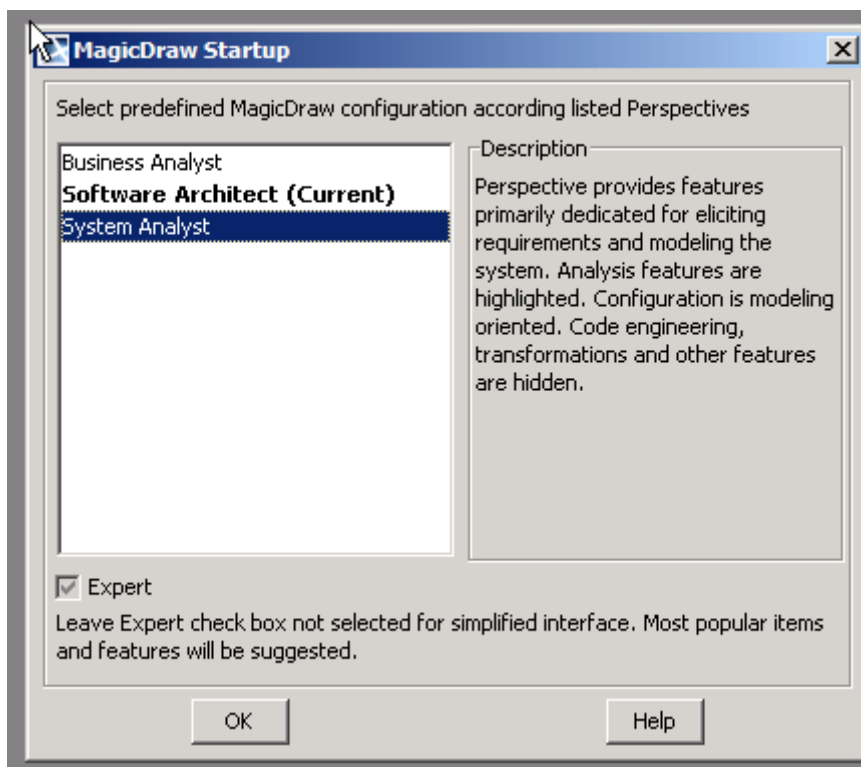 MagicDraw Startup
Select predefined MagicDraw configuration according listed Perspectives
Business Analyst
Software Architect (Current)
System Analyst
Description
Perspective provides features
primarily dedicated for eliciting
requirements and modeling the
system. Analysis features are
highlighted. Configuration is modeling
oriented. Code engineering,
transformations and other features
are hidden.
Expert
Leave Expert check box not selected for simplified interface. Most popular items
and features will be suggested.
OK
Help